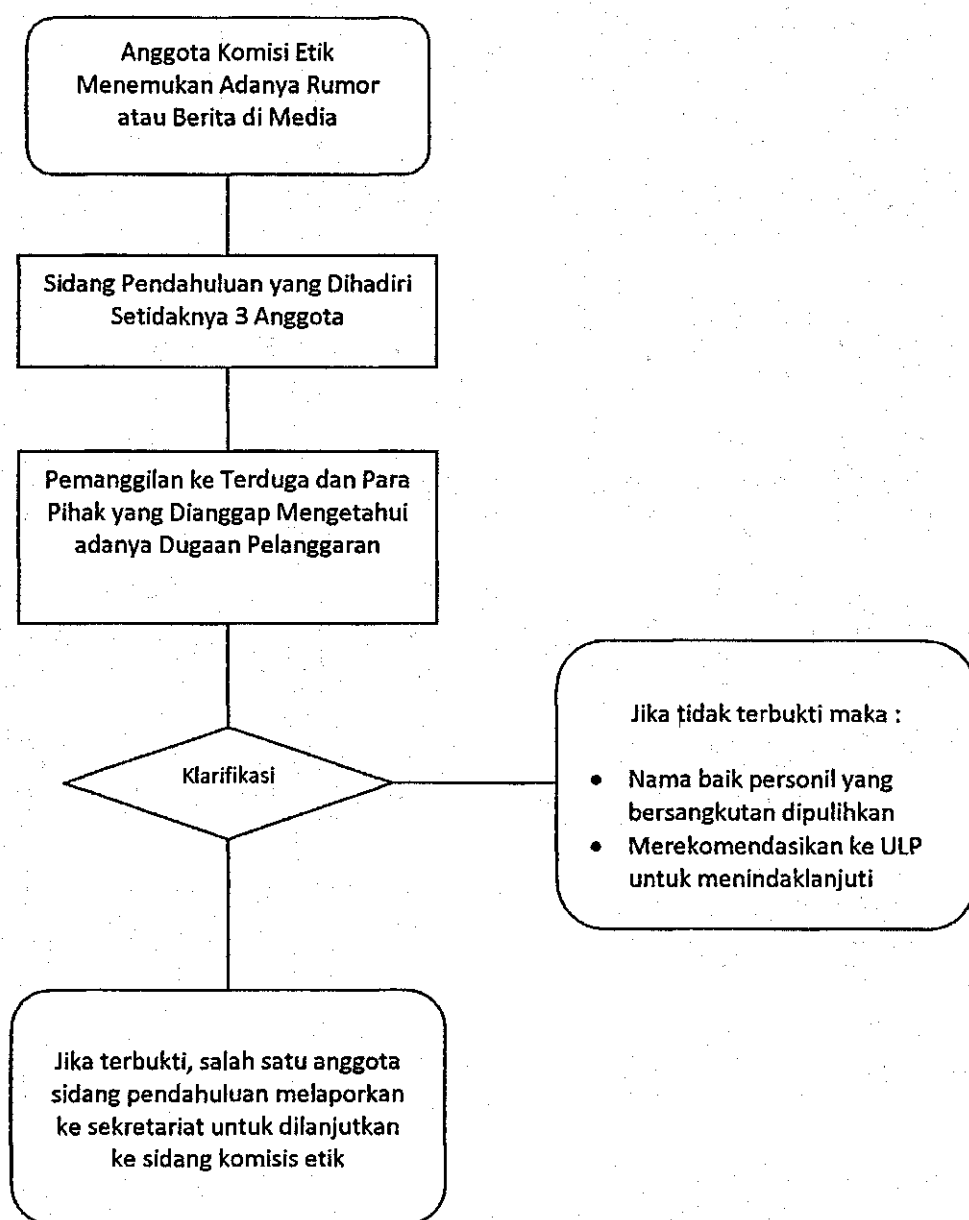 Anggota Komisi Etik
Menemukan Adanya Rumor
atau Berita di Media
Sidang Pendahuluan yang Dihadiri
Setidaknya 3 Anggota
Pemanggilan ke Terduga dan Para
Pihak yang Dianggap Mengetahui
adanya Dugaan Pelanggaran
Klarifikasi
Jika tidak terbukti maka :
• Nama baik personil yang
bersangkutan dipulihkan
• Merekomendasikan ke ULP
untuk menindaklanjuti
Jika terbukti, salah satu anggota
sidang pendahuluan melaporkan
ke sekretariat untuk dilanjutkan
ke sidang komisis etik